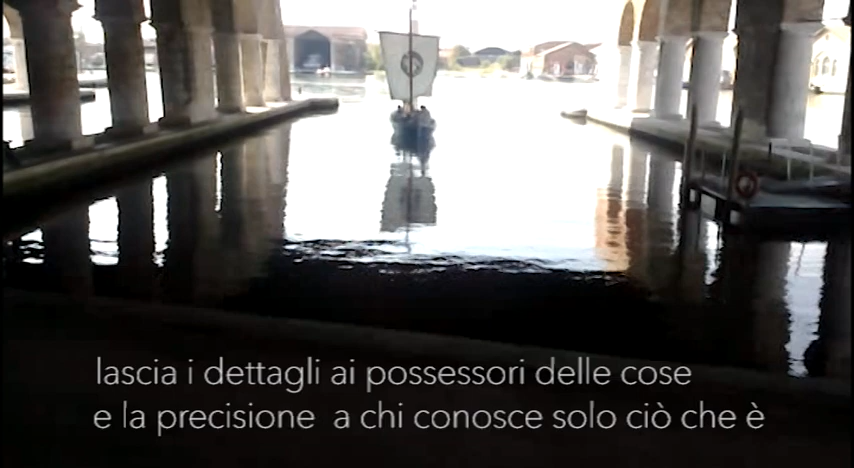 lascia i dettagli ai possessori delle cose
e la precisione a chi conosce solo ciò che è